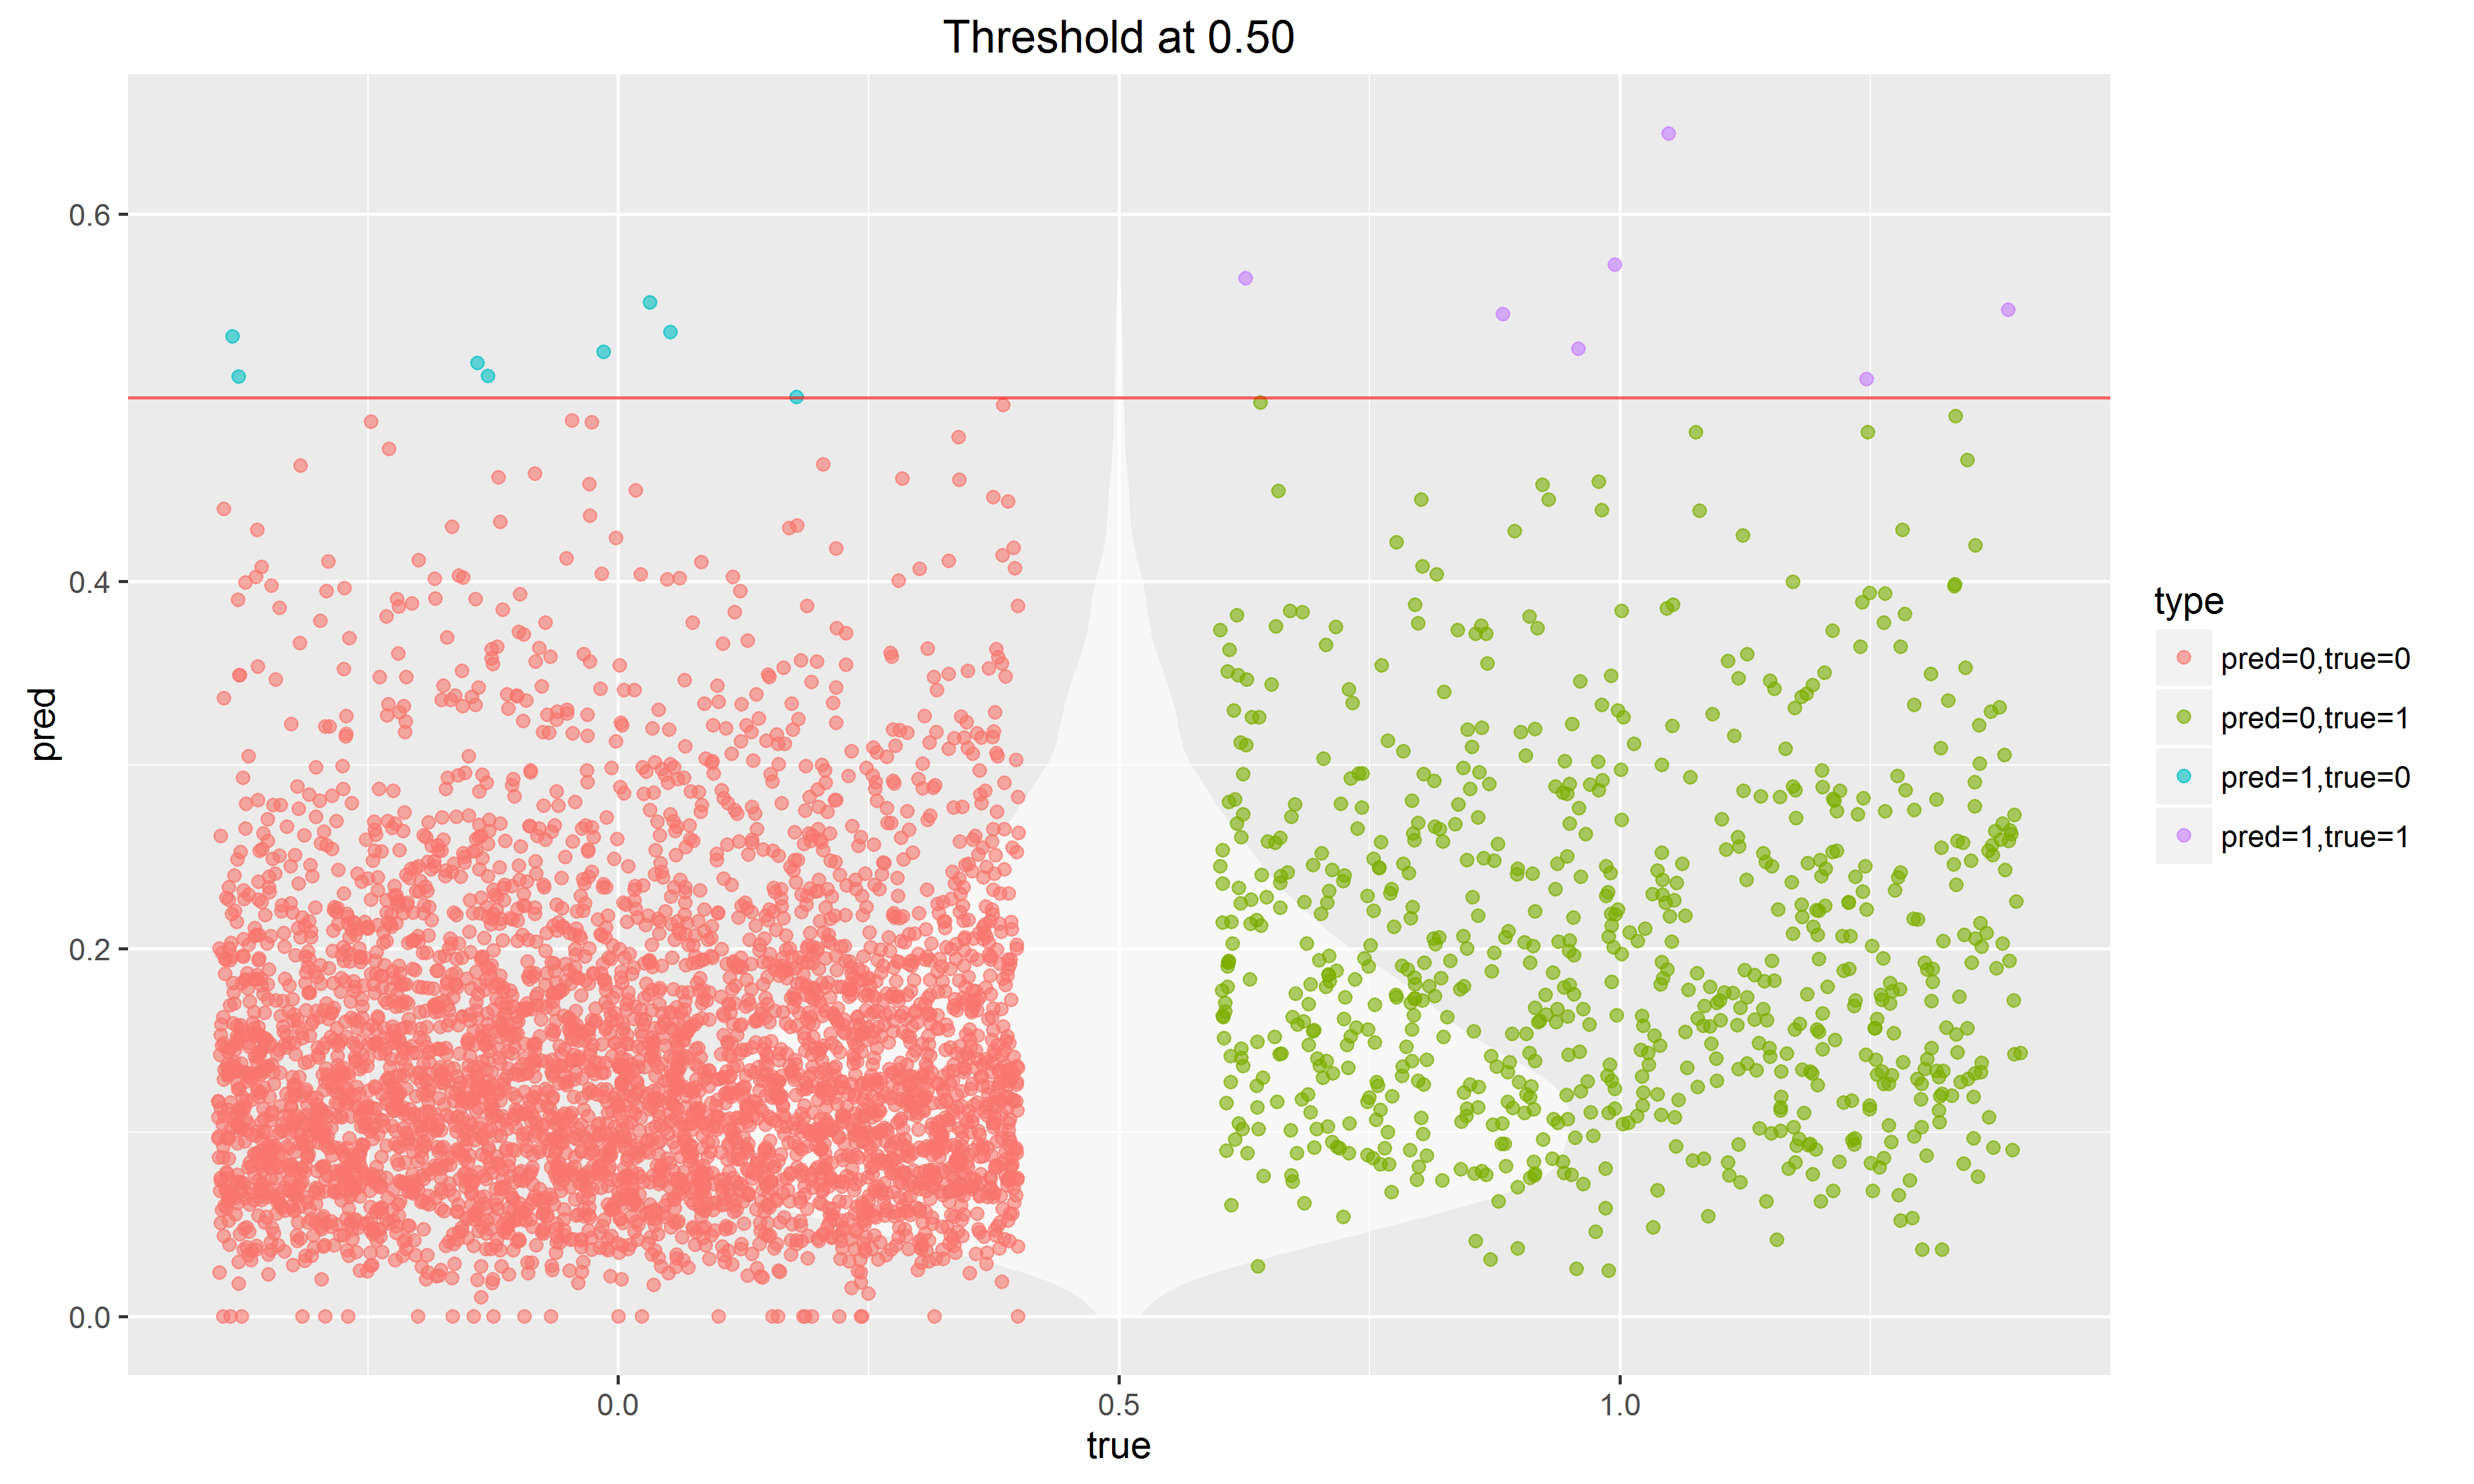 Threshold at 0.50
0.6
0.4
0.2
0.0
pred
0.0
0.5
1.0
true
type
pred=0,true=0
pred=0,true=1
pred=1,true=0
pred=1,true=1